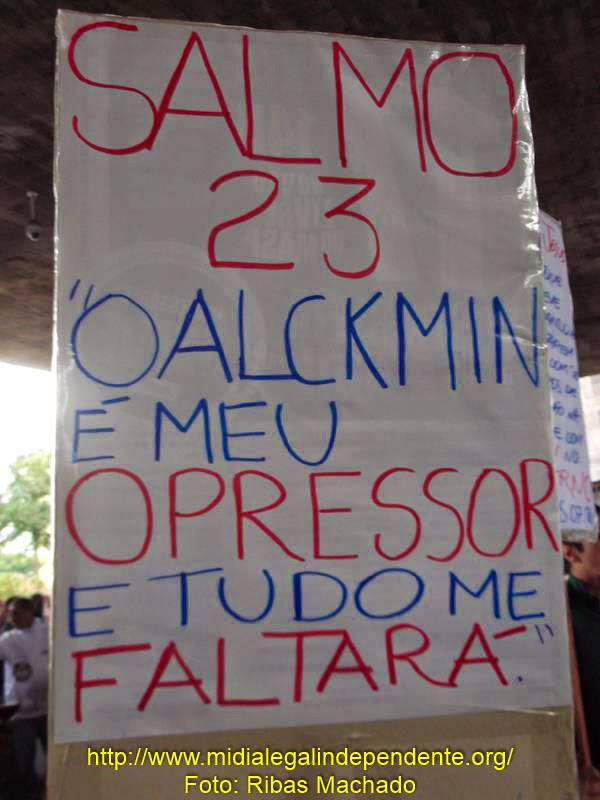 SALMO
23
"O ALCKMIN
É MEU
OPRESSOR
E TUDO ME
FALTARÁ."
http://www.midialegalindependente.org/
Foto: Ribas Machado